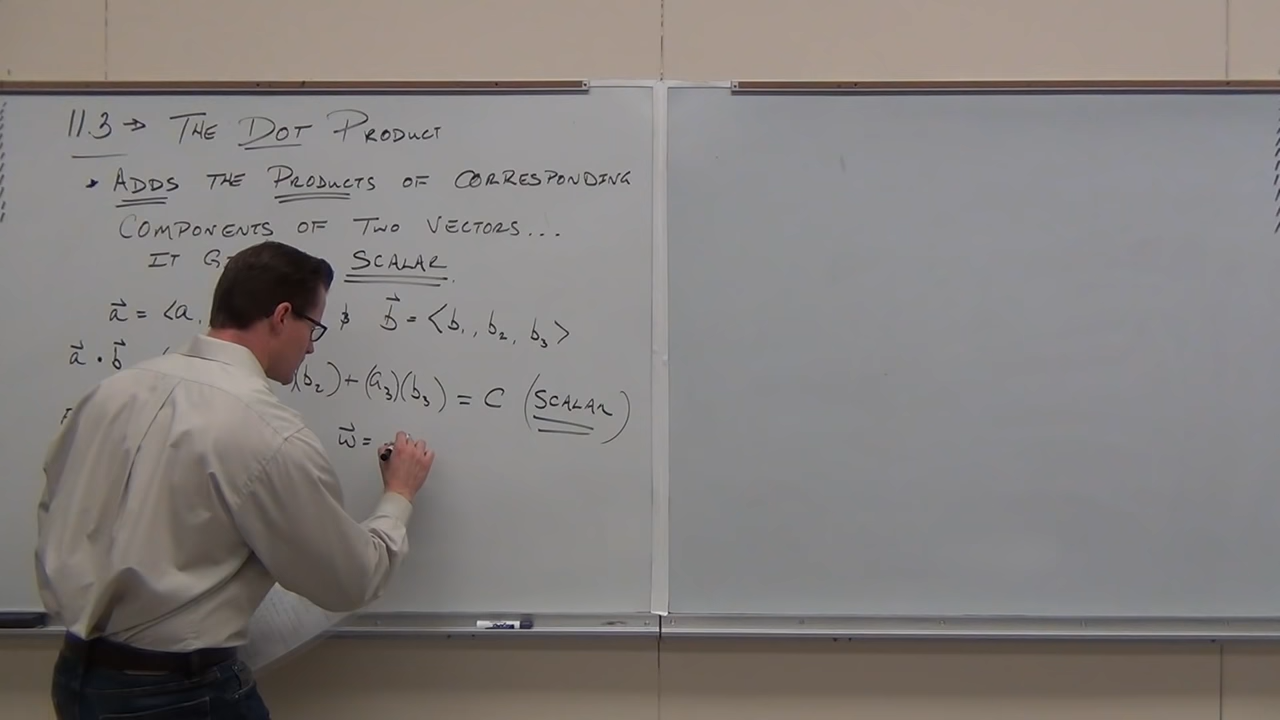 11.3 → THE DOT PRODUCT
• ADDS THE PRODUCTS OF CORRESPONDING
COMPONENTS OF TWO VECTORS...
IT SCALAR.
a⃗ = <a, & b⃗ = <b₁, b₂, b₃>
a⃗ • b⃗ (b₂) + (a₃)(b₃) = C (SCALAR)
w⃗ =